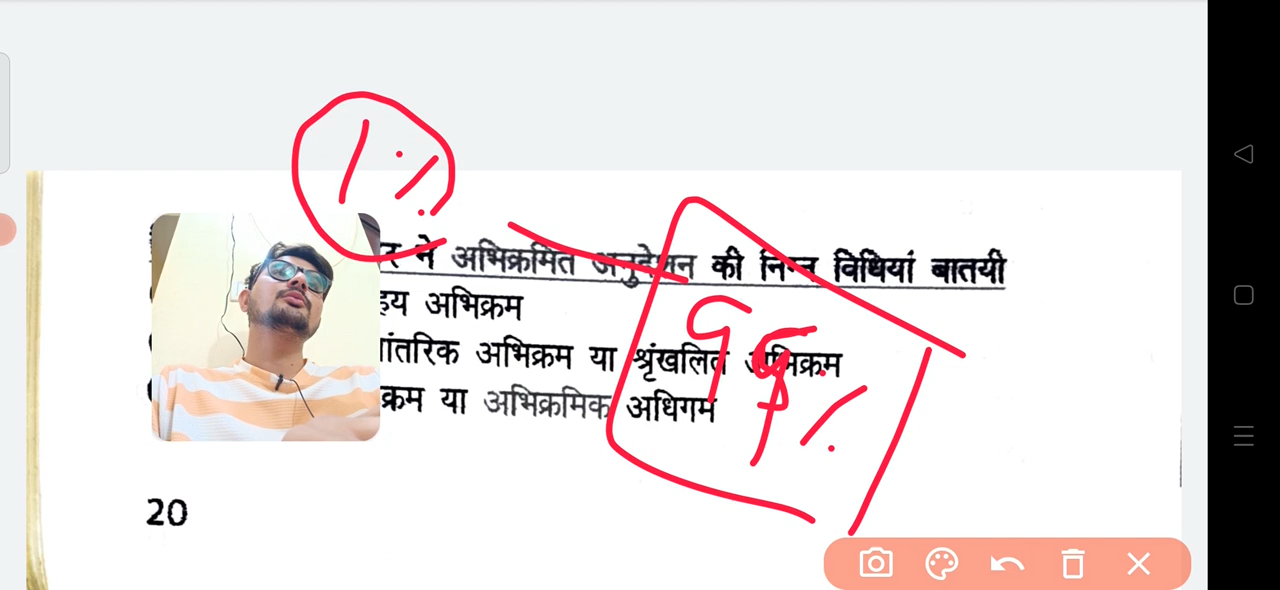 1%
ने अभिक्रमित अनुदेशन की निम्न विधियां बातयी
अभिक्रम
आंतरिक अभिक्रम या श्रृंखलित अभिक्रम
क्रम या अभिक्रमिक अधिगम
99%
20